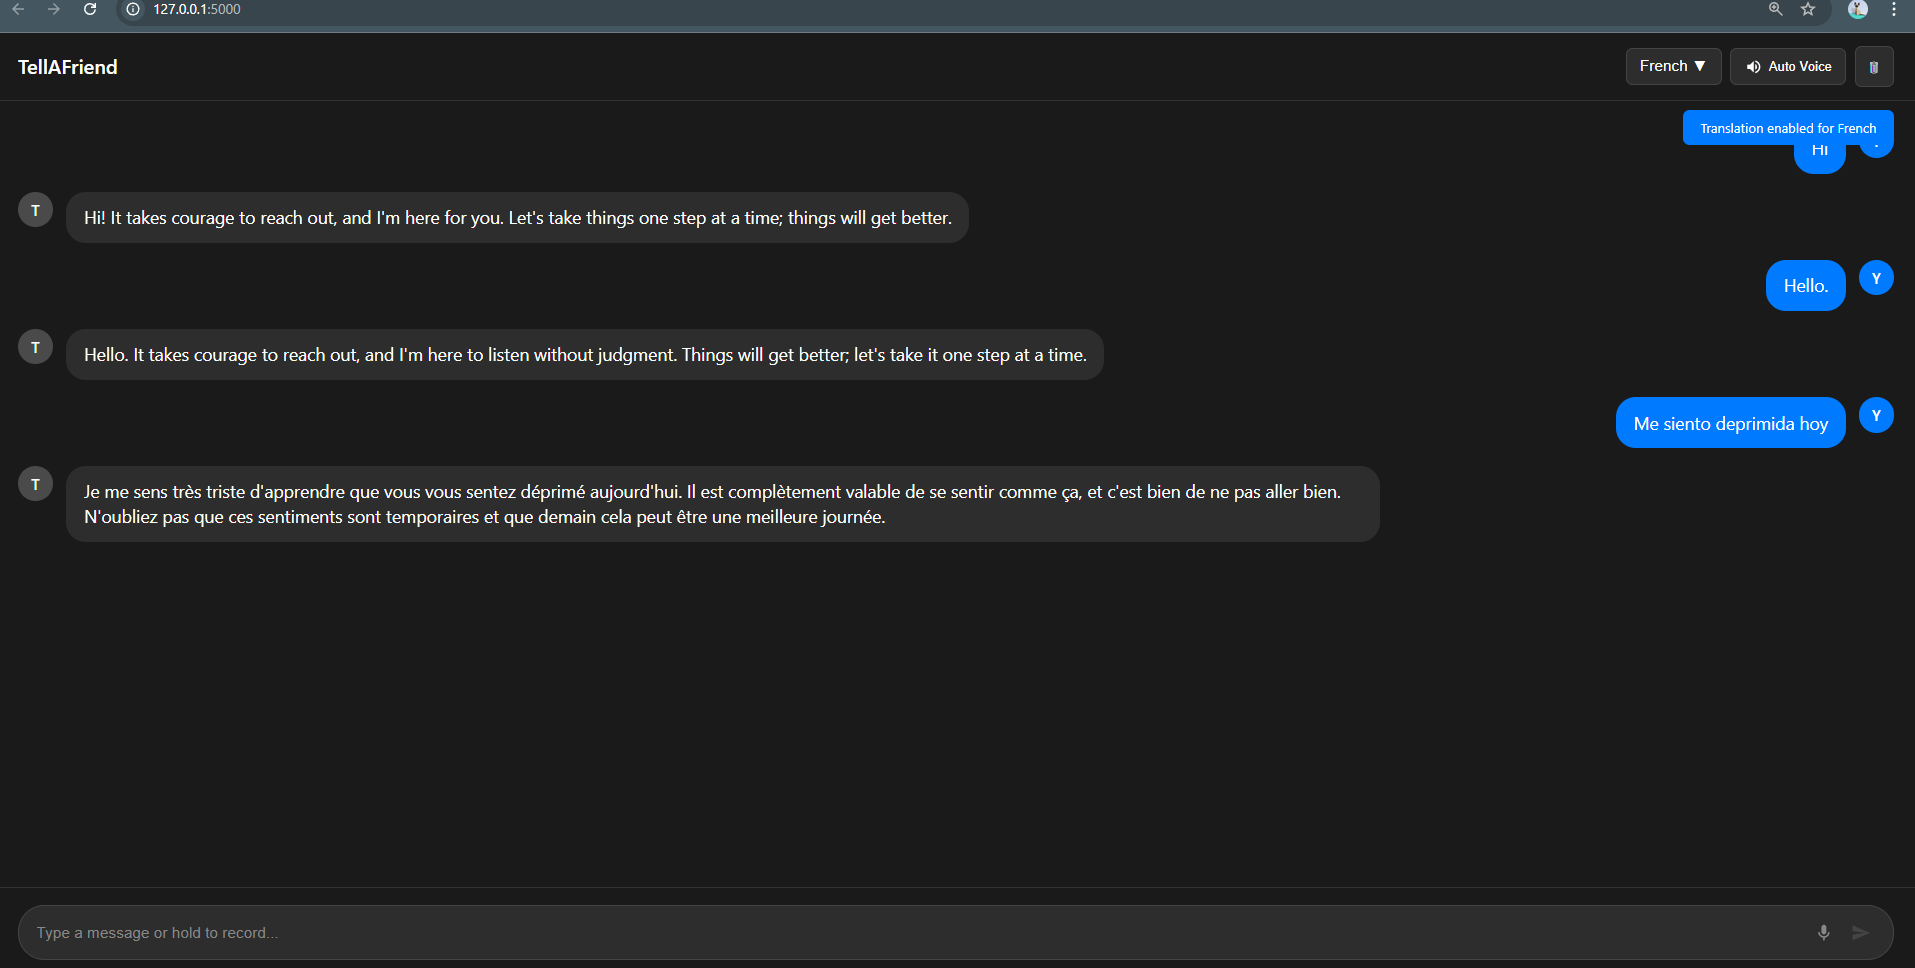 127.0.0.1:5000
TellAFriend
French ▼
Auto Voice
Translation enabled for French
Hi
T
Hi! It takes courage to reach out, and I'm here for you. Let's take things one step at a time; things will get better.
Hello.
Y
T
Hello. It takes courage to reach out, and I'm here to listen without judgment. Things will get better; let's take it one step at a time.
Me siento deprimida hoy
Y
T
Je me sens très triste d'apprendre que vous vous sentez déprimé aujourd'hui. Il est complètement valable de se sentir comme ça, et c'est bien de ne pas aller bien.
N'oubliez pas que ces sentiments sont temporaires et que demain cela peut être une meilleure journée.
Type a message or hold to record...